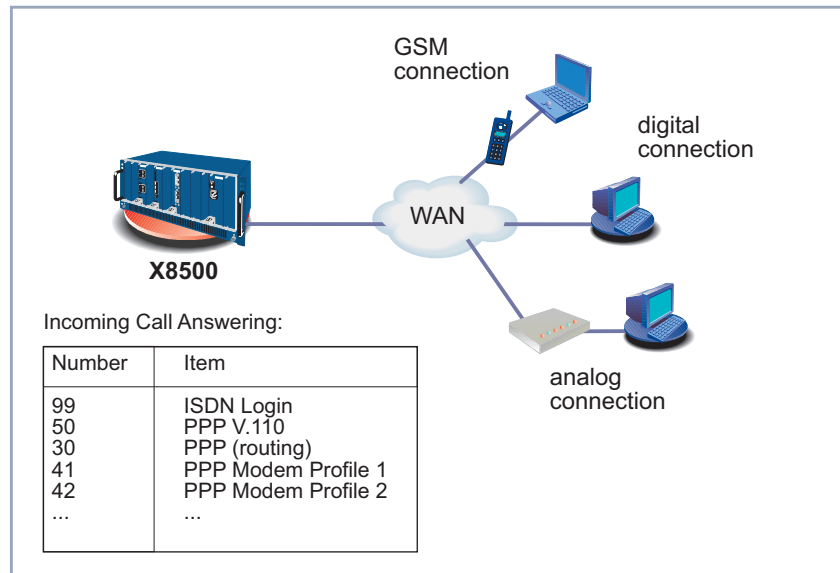 GSM
connection
digital
connection
WAN
X8500
analog
connection
Incoming Call Answering:
Number Item
99 ISDN Login
50 PPP V.110
30 PPP (routing)
41 PPP Modem Profile 1
42 PPP Modem Profile 2
... ...